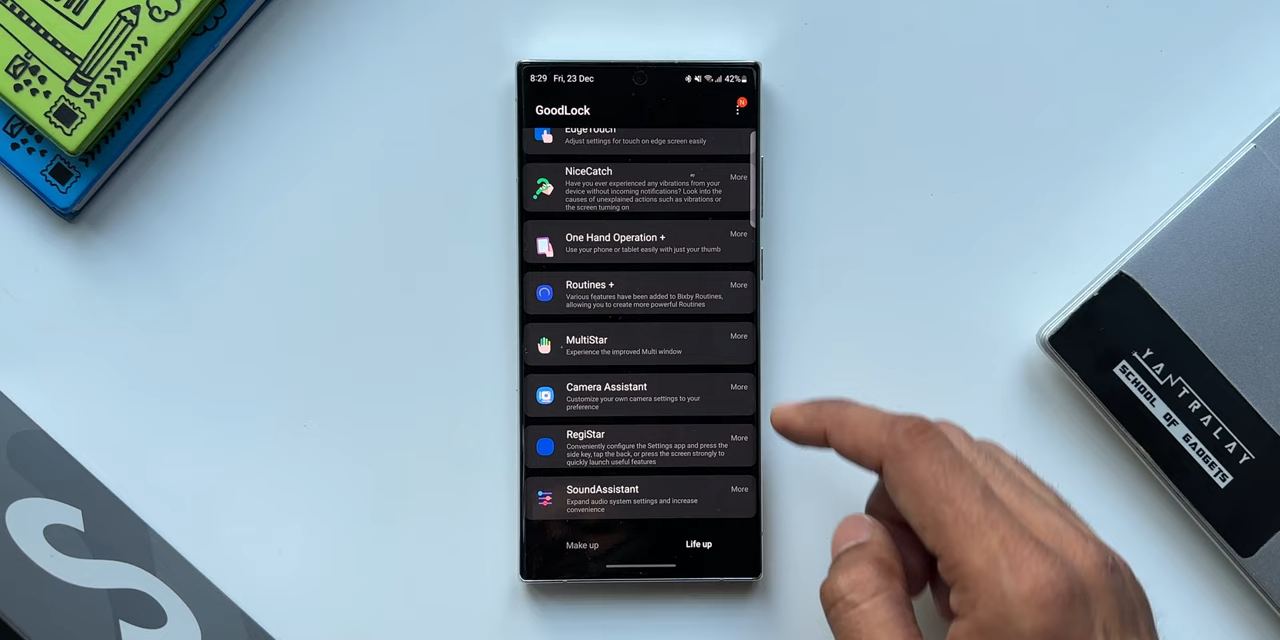 8:29 Fri, 23 Dec
42%
GoodLock
N
EdgeTouch
Adjust settings for touch on edge screen easily
NiceCatch
More
Have you ever experienced any vibrations from your
device without incoming notifications? Look into the
causes of unexplained actions such as vibrations or
the screen turning on
One Hand Operation +
More
Use your phone or tablet easily with just your thumb
Routines +
More
Various features have been added to Bixby Routines,
allowing you to create more powerful Routines
MultiStar
More
Experience the improved Multi window
Camera Assistant
More
Customize your own camera settings to your
preference
RegiStar
More
Conveniently configure the Settings app and press the
side key, tap the back, or press the screen strongly to
quickly launch useful features
SoundAssistant
More
Expand audio system settings and increase
convenience
Make up
Life up
YANTRALAY
SCHOOL OF GADGETS
S